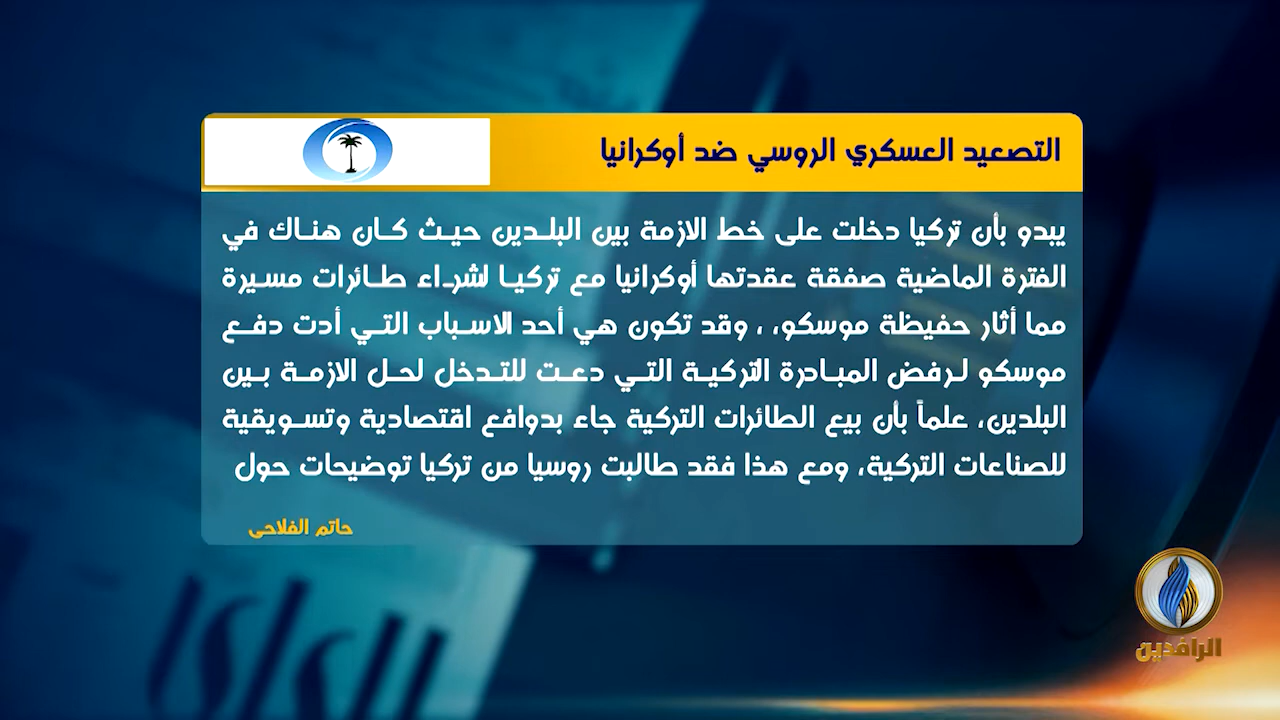 التصعيد العسكري الروسي ضد أوكرانيا
يبدو بأن تركيا دخلت على خط الازمة بين البلدين حيث كان هناك في
الفترة الماضية صفقة عقدتها أوكرانيا مع تركيا لشراء طائرات مسيرة
مما أثار حفيظة موسكو، ، وقد تكون هي أحد الاسباب التي أدت دفع
موسكو لرفض المبادرة التركية التي دعت للتدخل لحل الازمة بين
البلدين، علماً بأن بيع الطائرات التركية جاء بدوافع اقتصادية وتسويقية
للصناعات التركية، ومع هذا فقد طالبت روسيا من تركيا توضيحات حول
حاتم الفلاحي
الرافدين